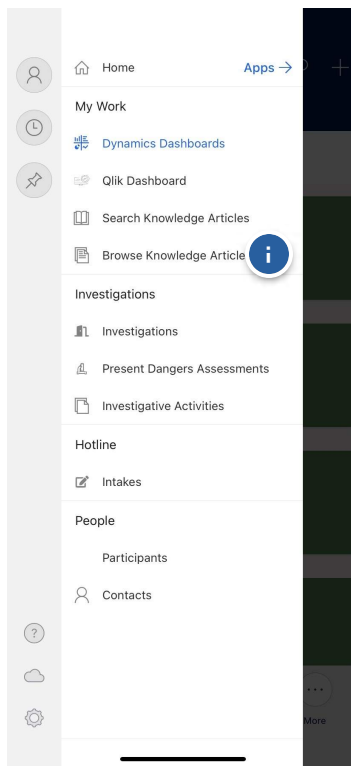 Home
Apps →
My Work
Dynamics Dashboards
Qlik Dashboard
Search Knowledge Articles
Browse Knowledge Article
i
Investigations
Investigations
Present Dangers Assessments
Investigative Activities
Hotline
Intakes
People
Participants
Contacts
?
More